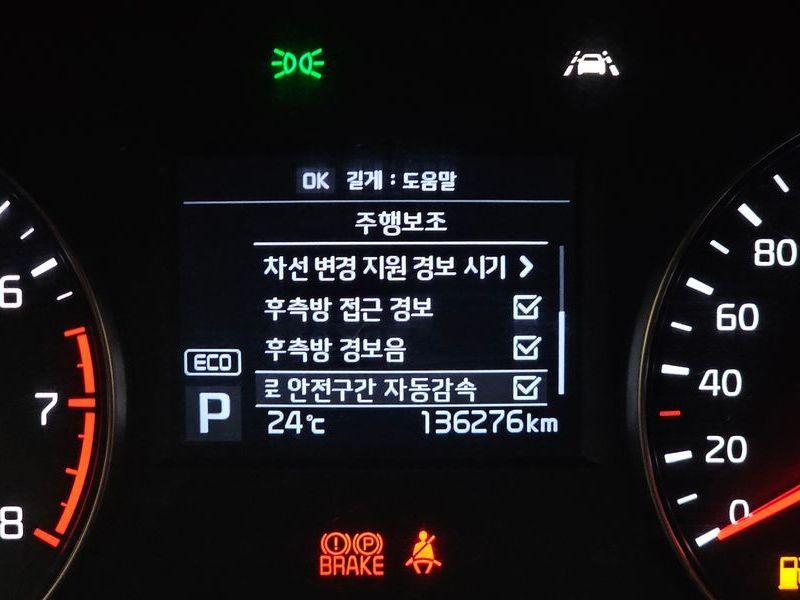 OK 길게 : 도움말
주행보조
차선 변경 지원 경보 시기
후측방 접근 경보
후측방 경보음
ECO
로 안전구간 자동감속
P
24℃ 136276km
6
7
8
80
60
40
20
0
P
BRAKE